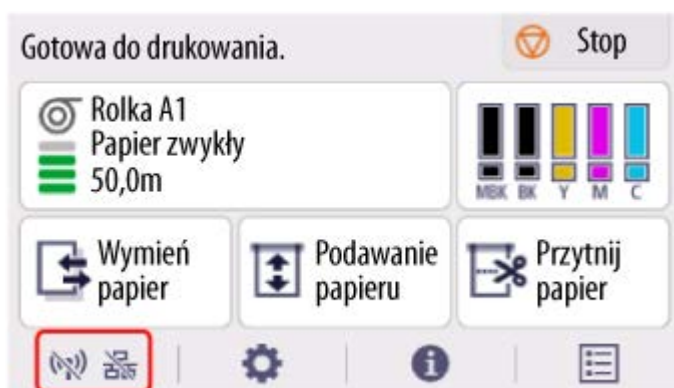 Gotowa do drukowania.
Stop
Rolka A1
Papier zwykły
50,0m
MBK BK Y M C
Wymień
papier
Podawanie
papieru
Przytnij
papier